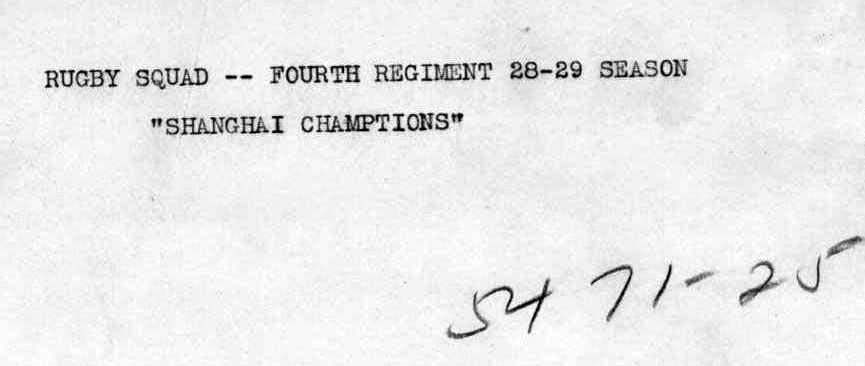 RUGBY SQUAD -- FOURTH REGIMENT 28-29 SEASON
"SHANGHAI CHAMPTIONS"
54 71-25